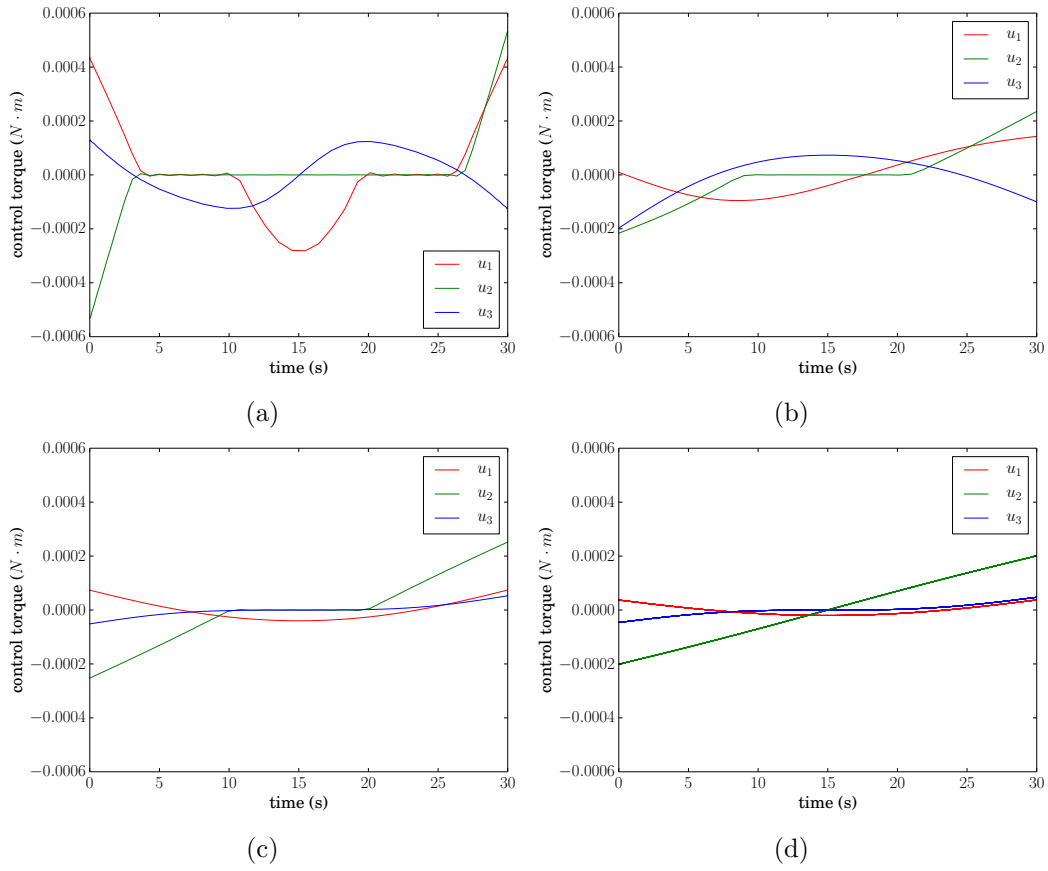 0.0006
0.0004
0.0002
0.0000
−0.0002
−0.0004
−0.0006
control torque (N · m)
0 5 10 15 20 25 30
time (s)
u1
u2
u3
(a)
0.0006
0.0004
0.0002
0.0000
−0.0002
−0.0004
−0.0006
control torque (N · m)
0 5 10 15 20 25 30
time (s)
u1
u2
u3
(b)
0.0006
0.0004
0.0002
0.0000
−0.0002
−0.0004
−0.0006
control torque (N · m)
0 5 10 15 20 25 30
time (s)
u1
u2
u3
(c)
0.0006
0.0004
0.0002
0.0000
−0.0002
−0.0004
−0.0006
control torque (N · m)
0 5 10 15 20 25 30
time (s)
u1
u2
u3
(d)